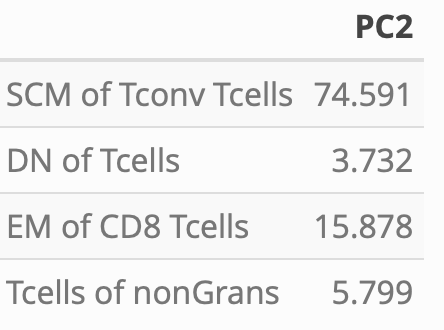 PC2
SCM of Tconv Tcells 74.591
DN of Tcells 3.732
EM of CD8 Tcells 15.878
Tcells of nonGrans 5.799